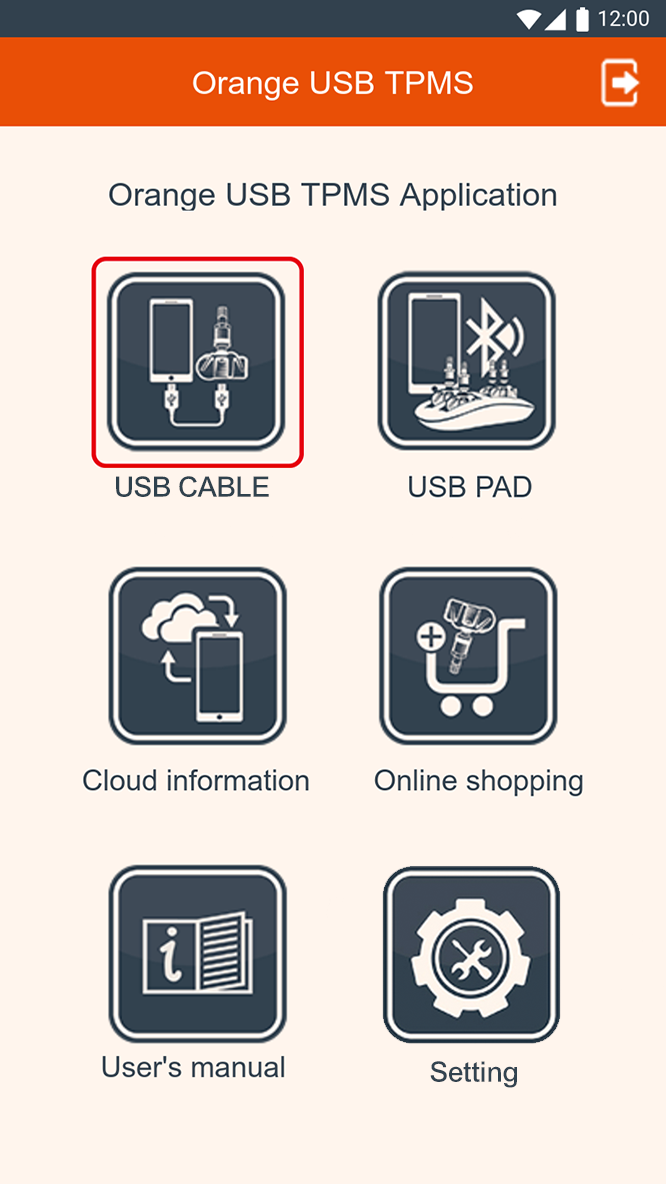 12:00
Orange USB TPMS
Orange USB TPMS Application
USB CABLE
USB PAD
Cloud information
Online shopping
i
User's manual
Setting